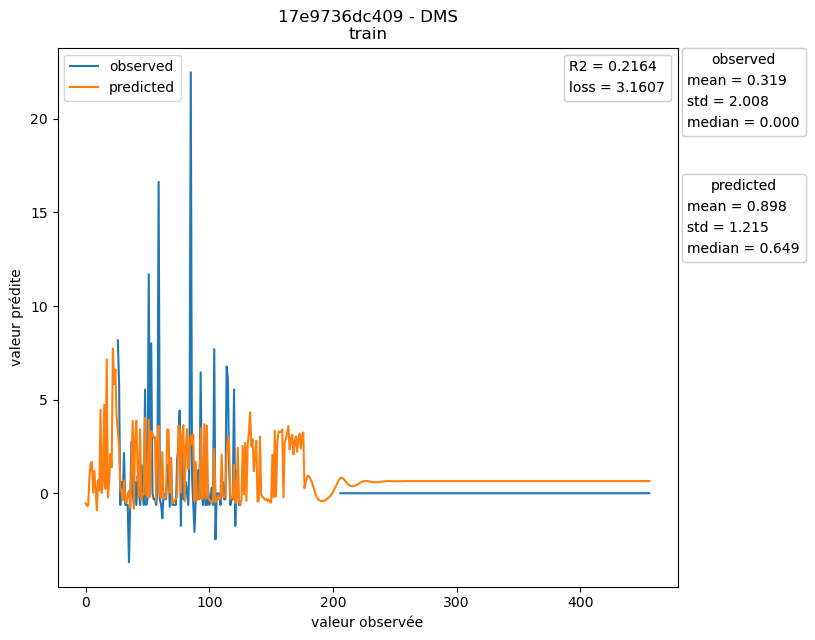 17e9736dc409 - DMS
train
observed
predicted
R2 = 0.2164
loss = 3.1607
observed
mean = 0.319
std = 2.008
median = 0.000
predicted
mean = 0.898
std = 1.215
median = 0.649
valeur prédite
20
15
10
5
0
0 100 200 300 400
valeur observée